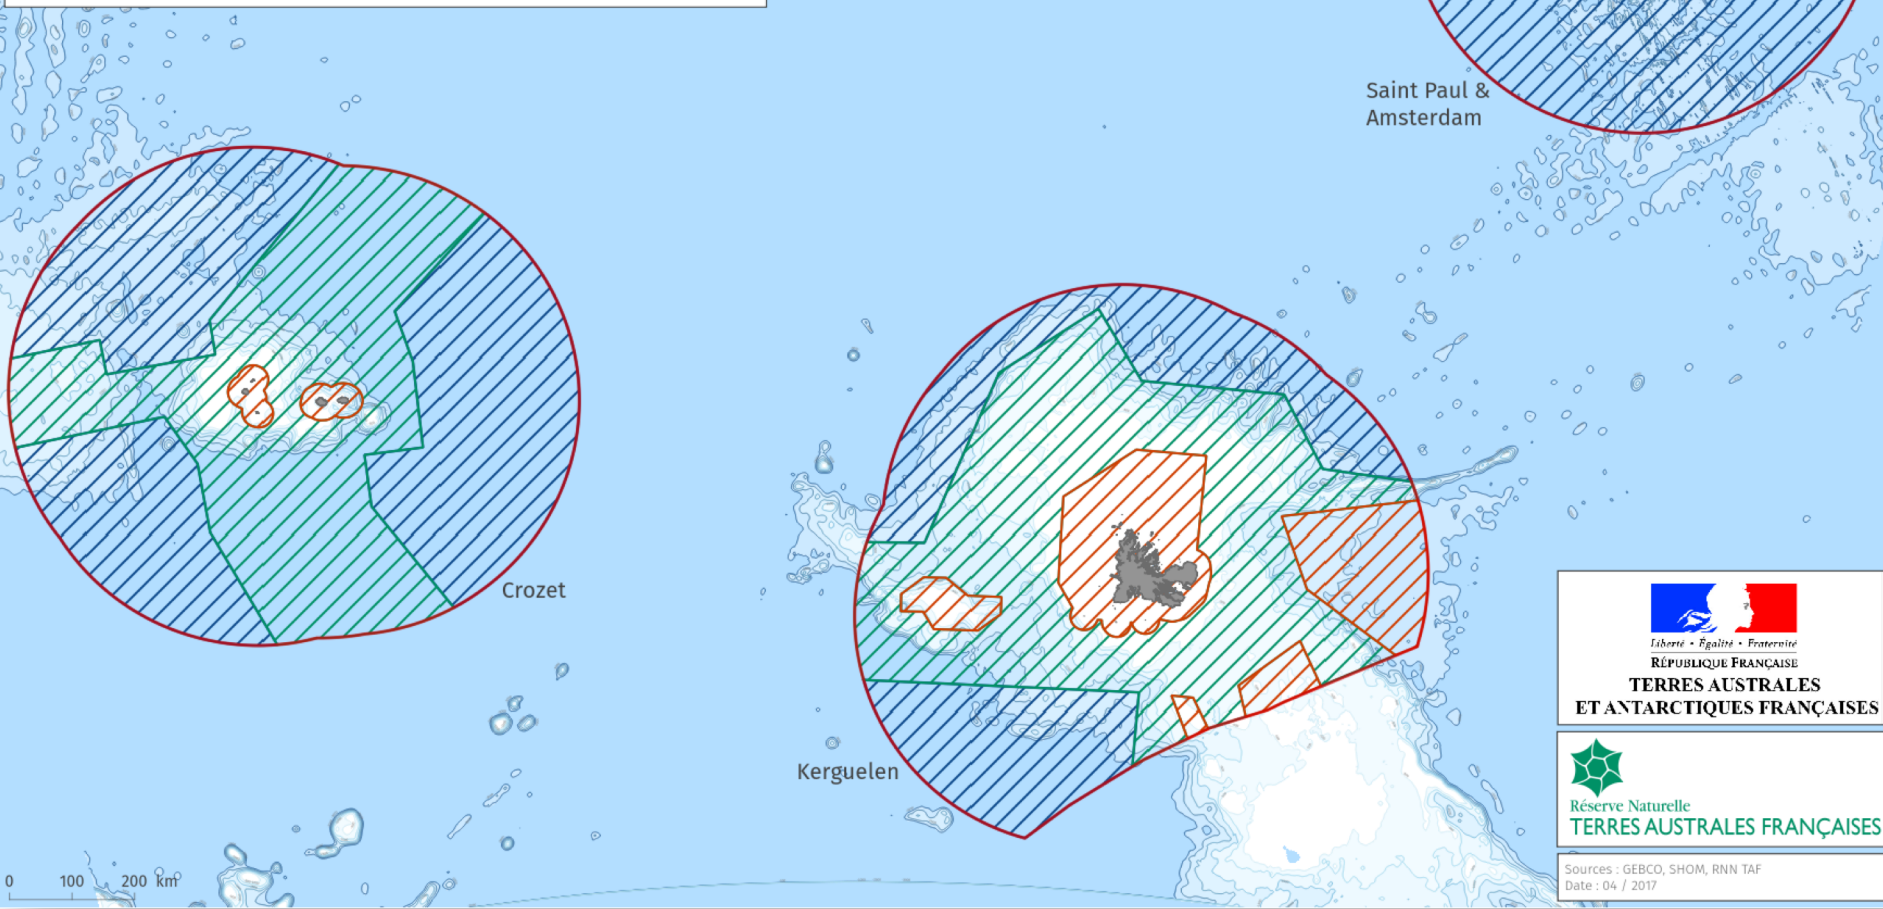 Saint Paul &
Amsterdam
Crozet
Kerguelen
0 100 200 km
Liberté • Égalité • Fraternité
RÉPUBLIQUE FRANÇAISE
TERRES AUSTRALES
ET ANTARCTIQUES FRANÇAISES
Réserve Naturelle
TERRES AUSTRALES FRANÇAISES
Sources : GEBCO, SHOM, RNN TAF
Date : 04 / 2017